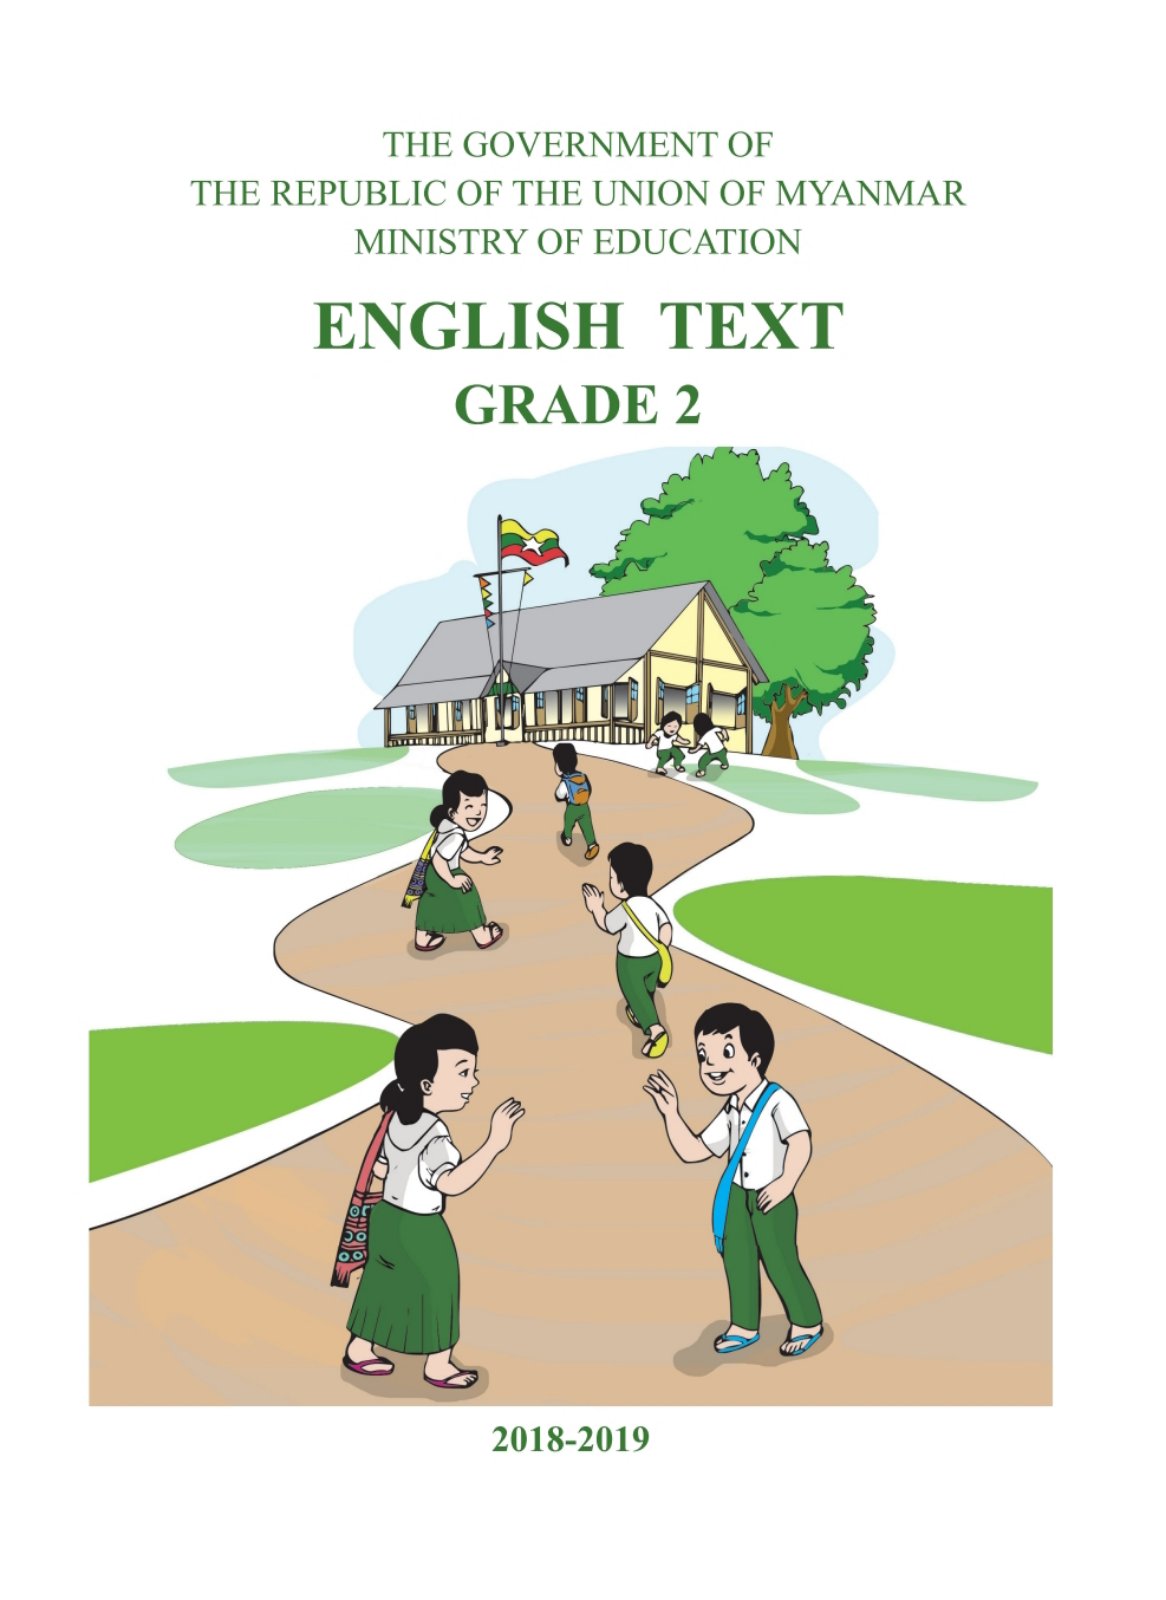 THE GOVERNMENT OF
THE REPUBLIC OF THE UNION OF MYANMAR
MINISTRY OF EDUCATION
ENGLISH TEXT
GRADE 2
2018-2019